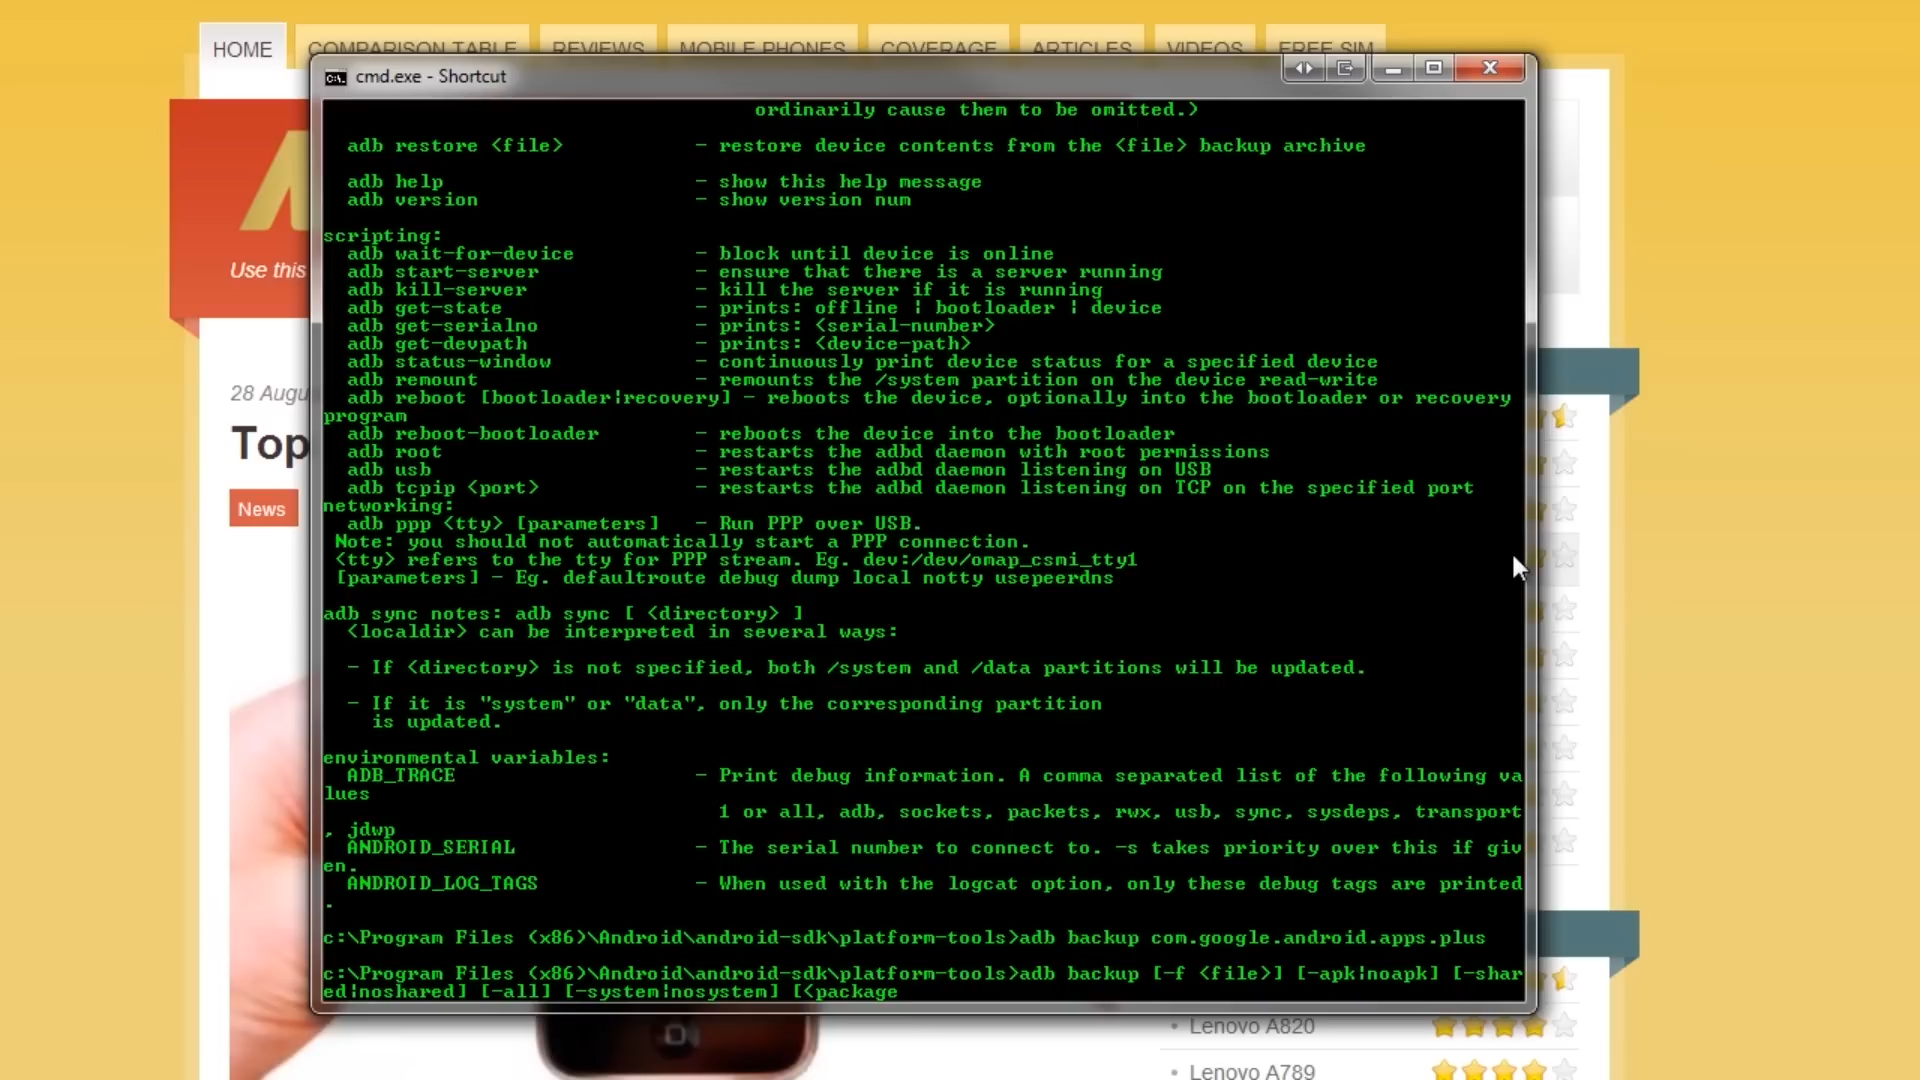 HOME COMPARISON TABLE REVIEWS MOBILE PHONES COVERAGE ARTICLES VIDEOS FREE SIM
cmd.exe - Shortcut
ordinarily cause them to be omitted.)
adb restore <file> - restore device contents from the <file> backup archive
adb help - show this help message
adb version - show version num
scripting:
adb wait-for-device - block until device is online
adb start-server - ensure that there is a server running
adb kill-server - kill the server if it is running
adb get-state - prints: offline | bootloader | device
adb get-serialno - prints: <serial-number>
adb get-devpath - prints: <device-path>
adb status-window - continuously print device status for a specified device
adb remount - remounts the /system partition on the device read-write
adb reboot [bootloader|recovery] - reboots the device, optionally into the bootloader or recovery
program
adb reboot-bootloader - reboots the device into the bootloader
adb root - restarts the adbd daemon with root permissions
adb usb - restarts the adbd daemon listening on USB
adb tcpip <port> - restarts the adbd daemon listening on TCP on the specified port
networking:
adb ppp <tty> [parameters] - Run PPP over USB.
Note: you should not automatically start a PPP connection.
<tty> refers to the tty for PPP stream. Eg. dev:/dev/omap_csmi_tty1
[parameters] - Eg. defaultroute debug dump local notty usepeerdns
adb sync notes: adb sync [ <directory> ]
<localdir> can be interpreted in several ways:
- If <directory> is not specified, both /system and /data partitions will be updated.
- If it is "system" or "data", only the corresponding partition
is updated.
environmental variables:
ADB_TRACE - Print debug information. A comma separated list of the following va
lues
1 or all, adb, sockets, packets, rwx, usb, sync, sysdeps, transport
, jdwp
ANDROID_SERIAL - The serial number to connect to. -s takes priority over this if giv
en.
ANDROID_LOG_TAGS - When used with the logcat option, only these debug tags are printed
.
c:\Program Files (x86)\Android\android-sdk\platform-tools>adb backup com.google.android.apps.plus
c:\Program Files (x86)\Android\android-sdk\platform-tools>adb backup [-f <file>] [-apk|noapk] [-shar
ed|noshared] [-all] [-system|nosystem] [<package
Use this
28 Augu
Top
News
• Lenovo A820
• Lenovo A789